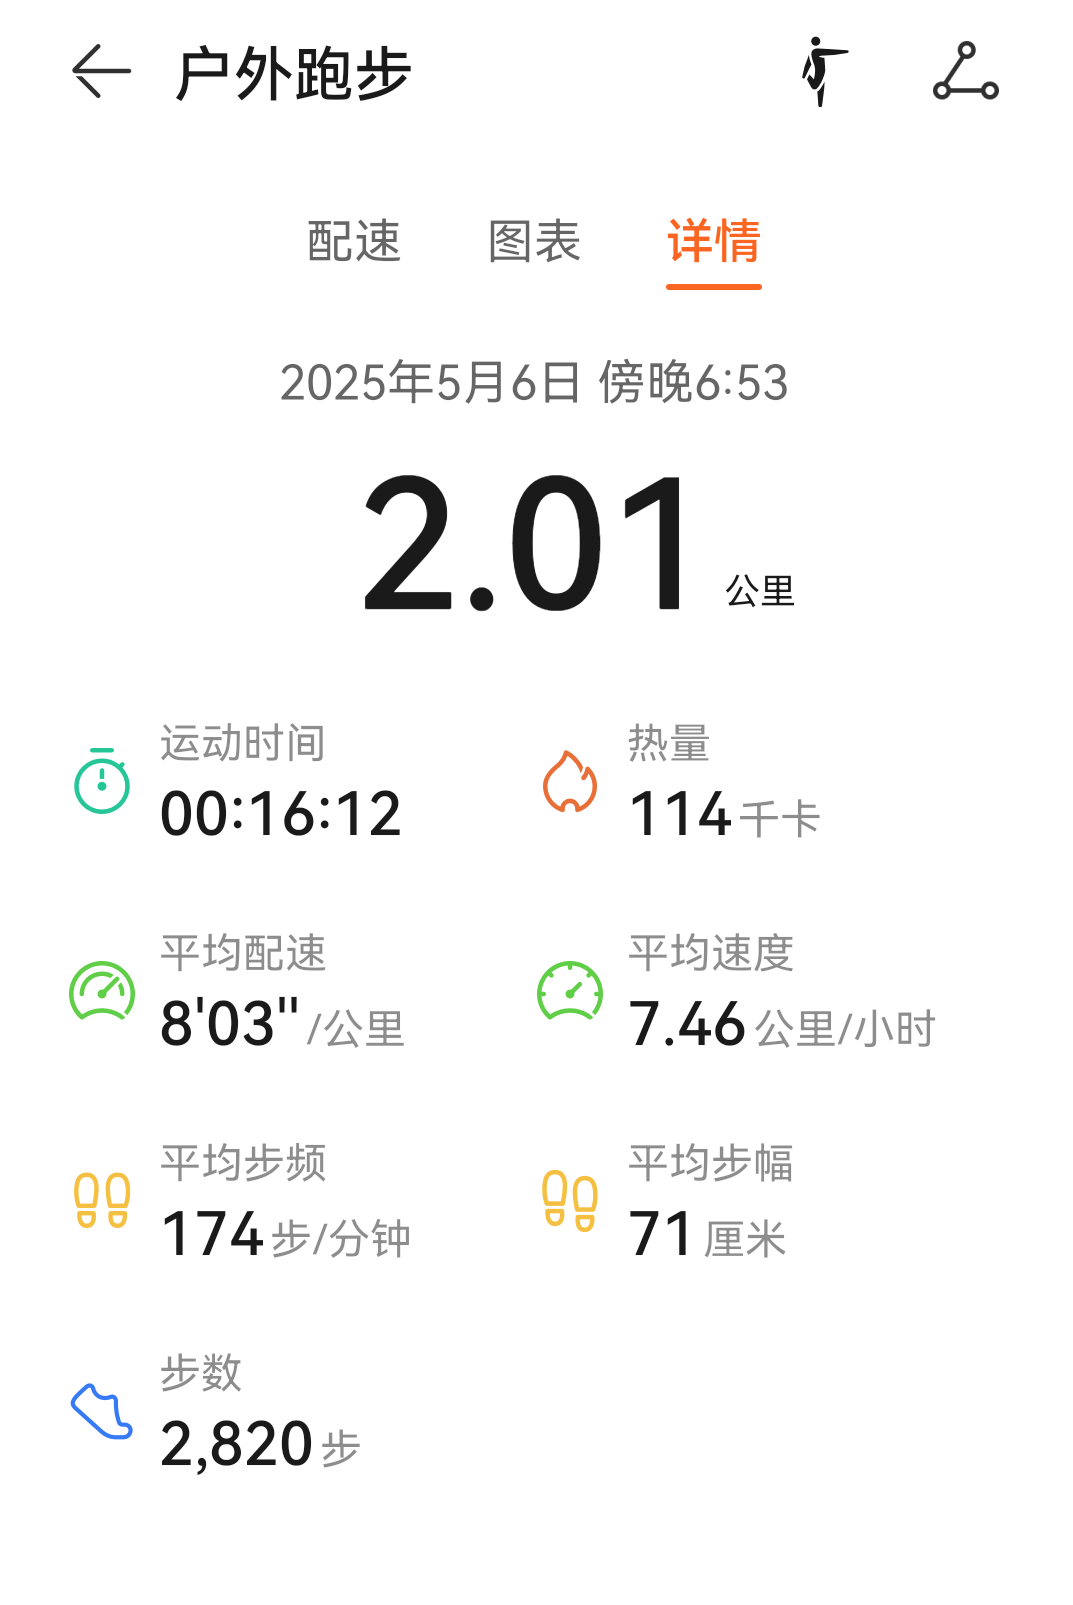 户外跑步
配速 图表 详情
2025年5月6日 傍晚6:53
2.01 公里
运动时间 热量
00:16:12 114 千卡
平均配速 平均速度
8'03" /公里 7.46 公里/小时
平均步频 平均步幅
174 步/分钟 71 厘米
步数
2,820 步